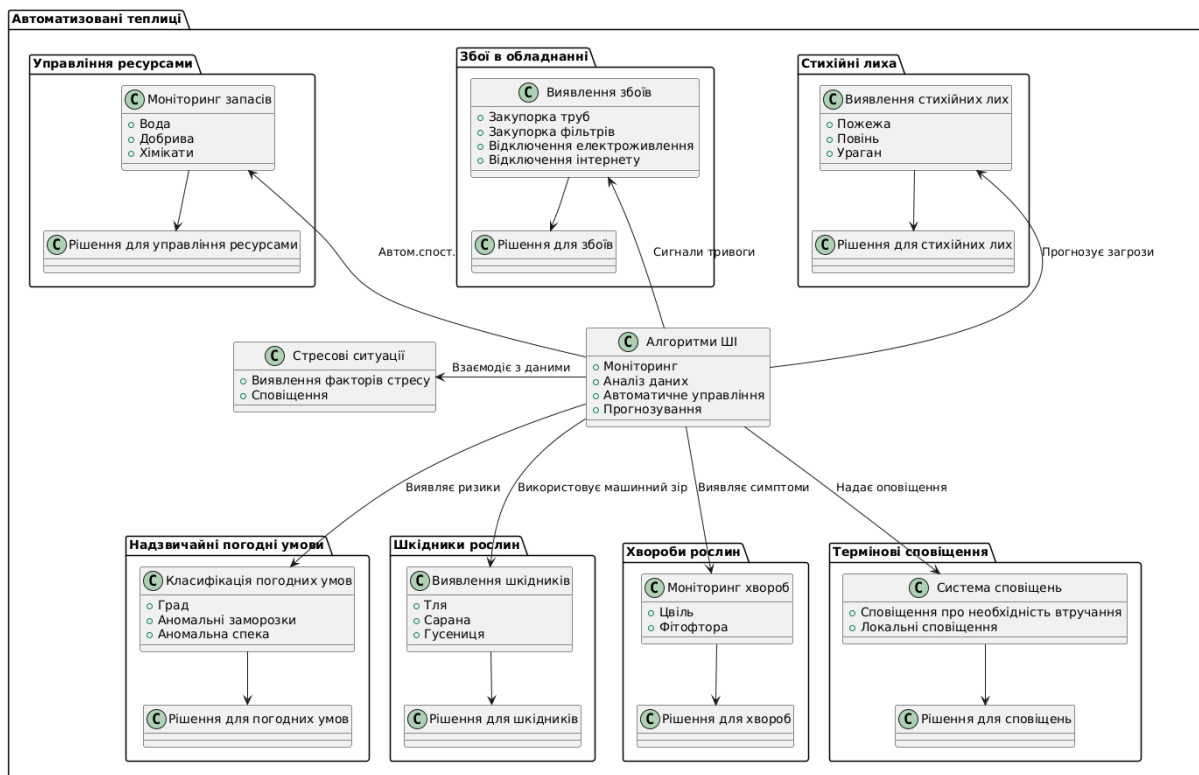 Автоматизовані теплиці
Управління ресурсами
C Моніторинг запасів
Вода
Добрива
Хімікати
C Рішення для управління ресурсами
Збої в обладнанні
C Виявлення збоїв
Закупорка труб
Закупорка фільтрів
Відключення електроживлення
Відключення інтернету
C Рішення для збоїв
Стихійні лиха
C Виявлення стихійних лих
Пожежа
Повінь
Ураган
C Рішення для стихійних лих
Автом.спост.
Сигнали тривоги
Прогнозує загрози
C Стресові ситуації
Виявлення факторів стресу
Сповіщення
Взаємодіє з даними
C Алгоритми ШІ
Моніторинг
Аналіз даних
Автоматичне управління
Прогнозування
Виявляє ризики
Використовує машинний зір
Виявляє симптоми
Надає оповіщення
Надзвичайні погодні умови
C Класифікація погодних умов
Град
Аномальні заморозки
Аномальна спека
C Рішення для погодних умов
Шкідники рослин
C Виявлення шкідників
Тля
Сарана
Гусениця
C Рішення для шкідників
Хвороби рослин
C Моніторинг хвороб
Цвіль
Фітофтора
C Рішення для хвороб
Термінові сповіщення
C Система сповіщень
Сповіщення про необхідність втручання
Локальні сповіщення
C Рішення для сповіщень